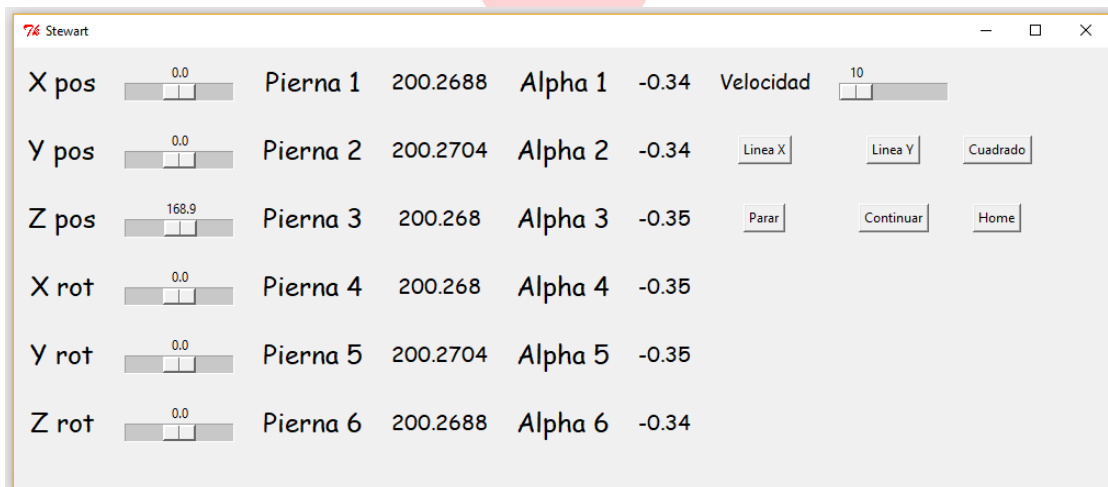 Stewart
0.0 10
X pos Pierna 1 200.2688 Alpha 1 -0.34 Velocidad
0.0
Y pos Pierna 2 200.2704 Alpha 2 -0.34 Linea X Linea Y Cuadrado
168.9
Z pos Pierna 3 200.268 Alpha 3 -0.35 Parar Continuar Home
0.0
X rot Pierna 4 200.268 Alpha 4 -0.35
0.0
Y rot Pierna 5 200.2704 Alpha 5 -0.35
0.0
Z rot Pierna 6 200.2688 Alpha 6 -0.34